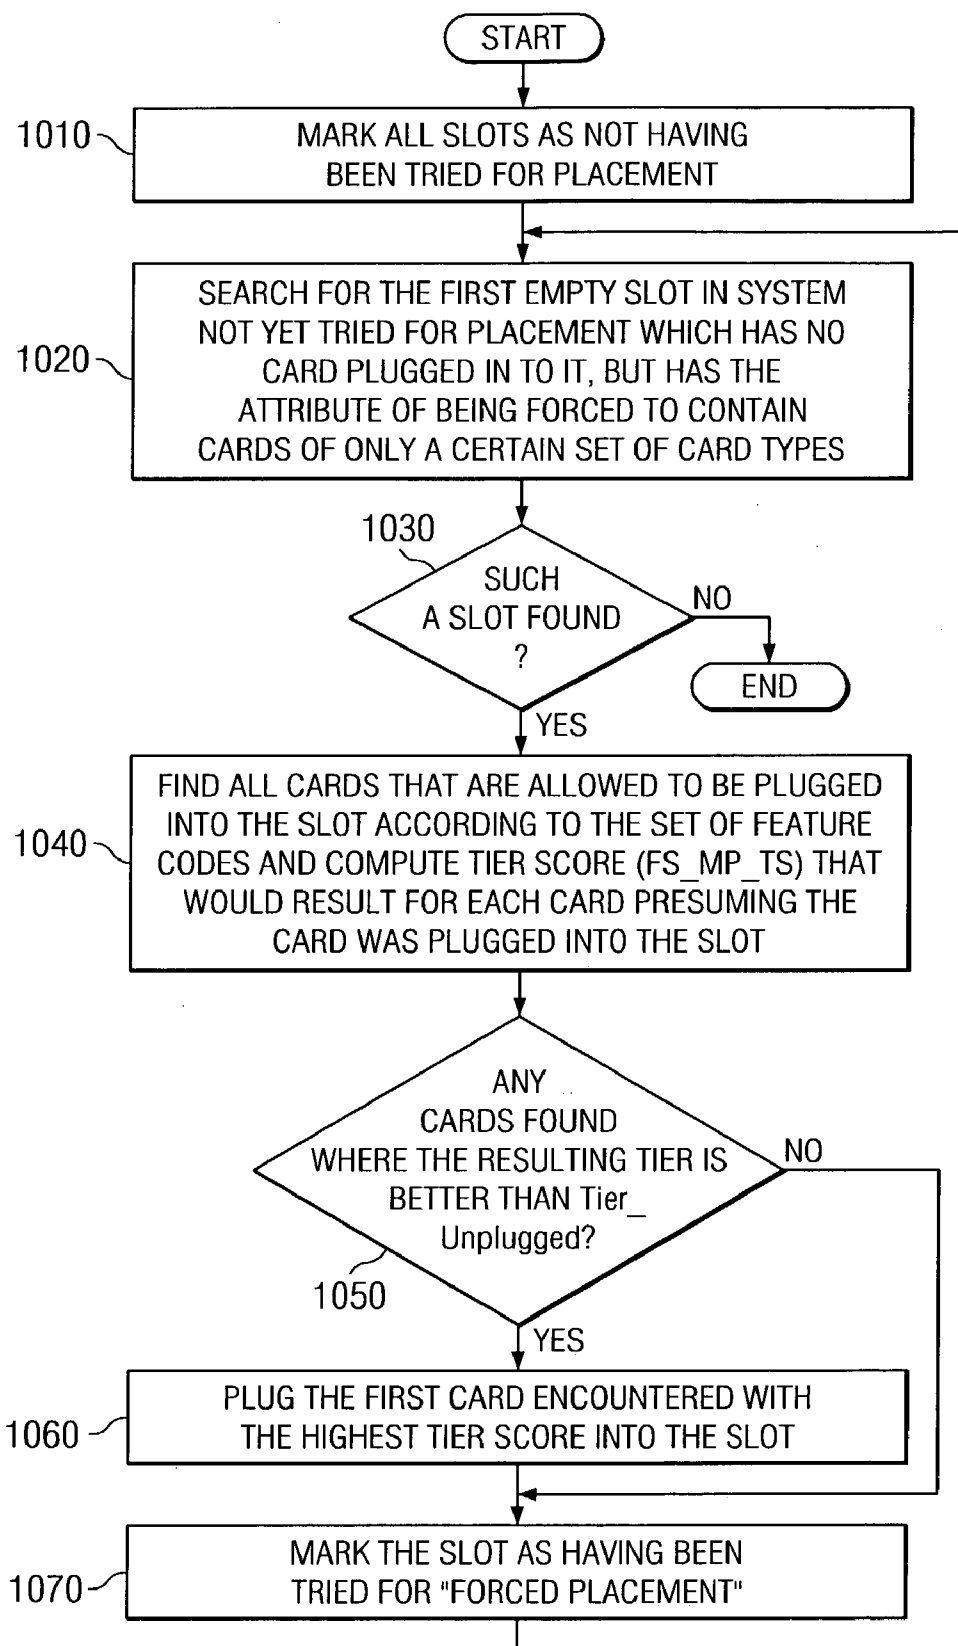 START
1010
MARK ALL SLOTS AS NOT HAVING
BEEN TRIED FOR PLACEMENT
1020
SEARCH FOR THE FIRST EMPTY SLOT IN SYSTEM
NOT YET TRIED FOR PLACEMENT WHICH HAS NO
CARD PLUGGED IN TO IT, BUT HAS THE
ATTRIBUTE OF BEING FORCED TO CONTAIN
CARDS OF ONLY A CERTAIN SET OF CARD TYPES
1030
SUCH
A SLOT FOUND
?
NO
END
YES
1040
FIND ALL CARDS THAT ARE ALLOWED TO BE PLUGGED
INTO THE SLOT ACCORDING TO THE SET OF FEATURE
CODES AND COMPUTE TIER SCORE (FS_MP_TS) THAT
WOULD RESULT FOR EACH CARD PRESUMING THE
CARD WAS PLUGGED INTO THE SLOT
ANY
CARDS FOUND
WHERE THE RESULTING TIER IS
BETTER THAN Tier_
Unplugged?
NO
1050
YES
1060
PLUG THE FIRST CARD ENCOUNTERED WITH
THE HIGHEST TIER SCORE INTO THE SLOT
1070
MARK THE SLOT AS HAVING BEEN
TRIED FOR "FORCED PLACEMENT"